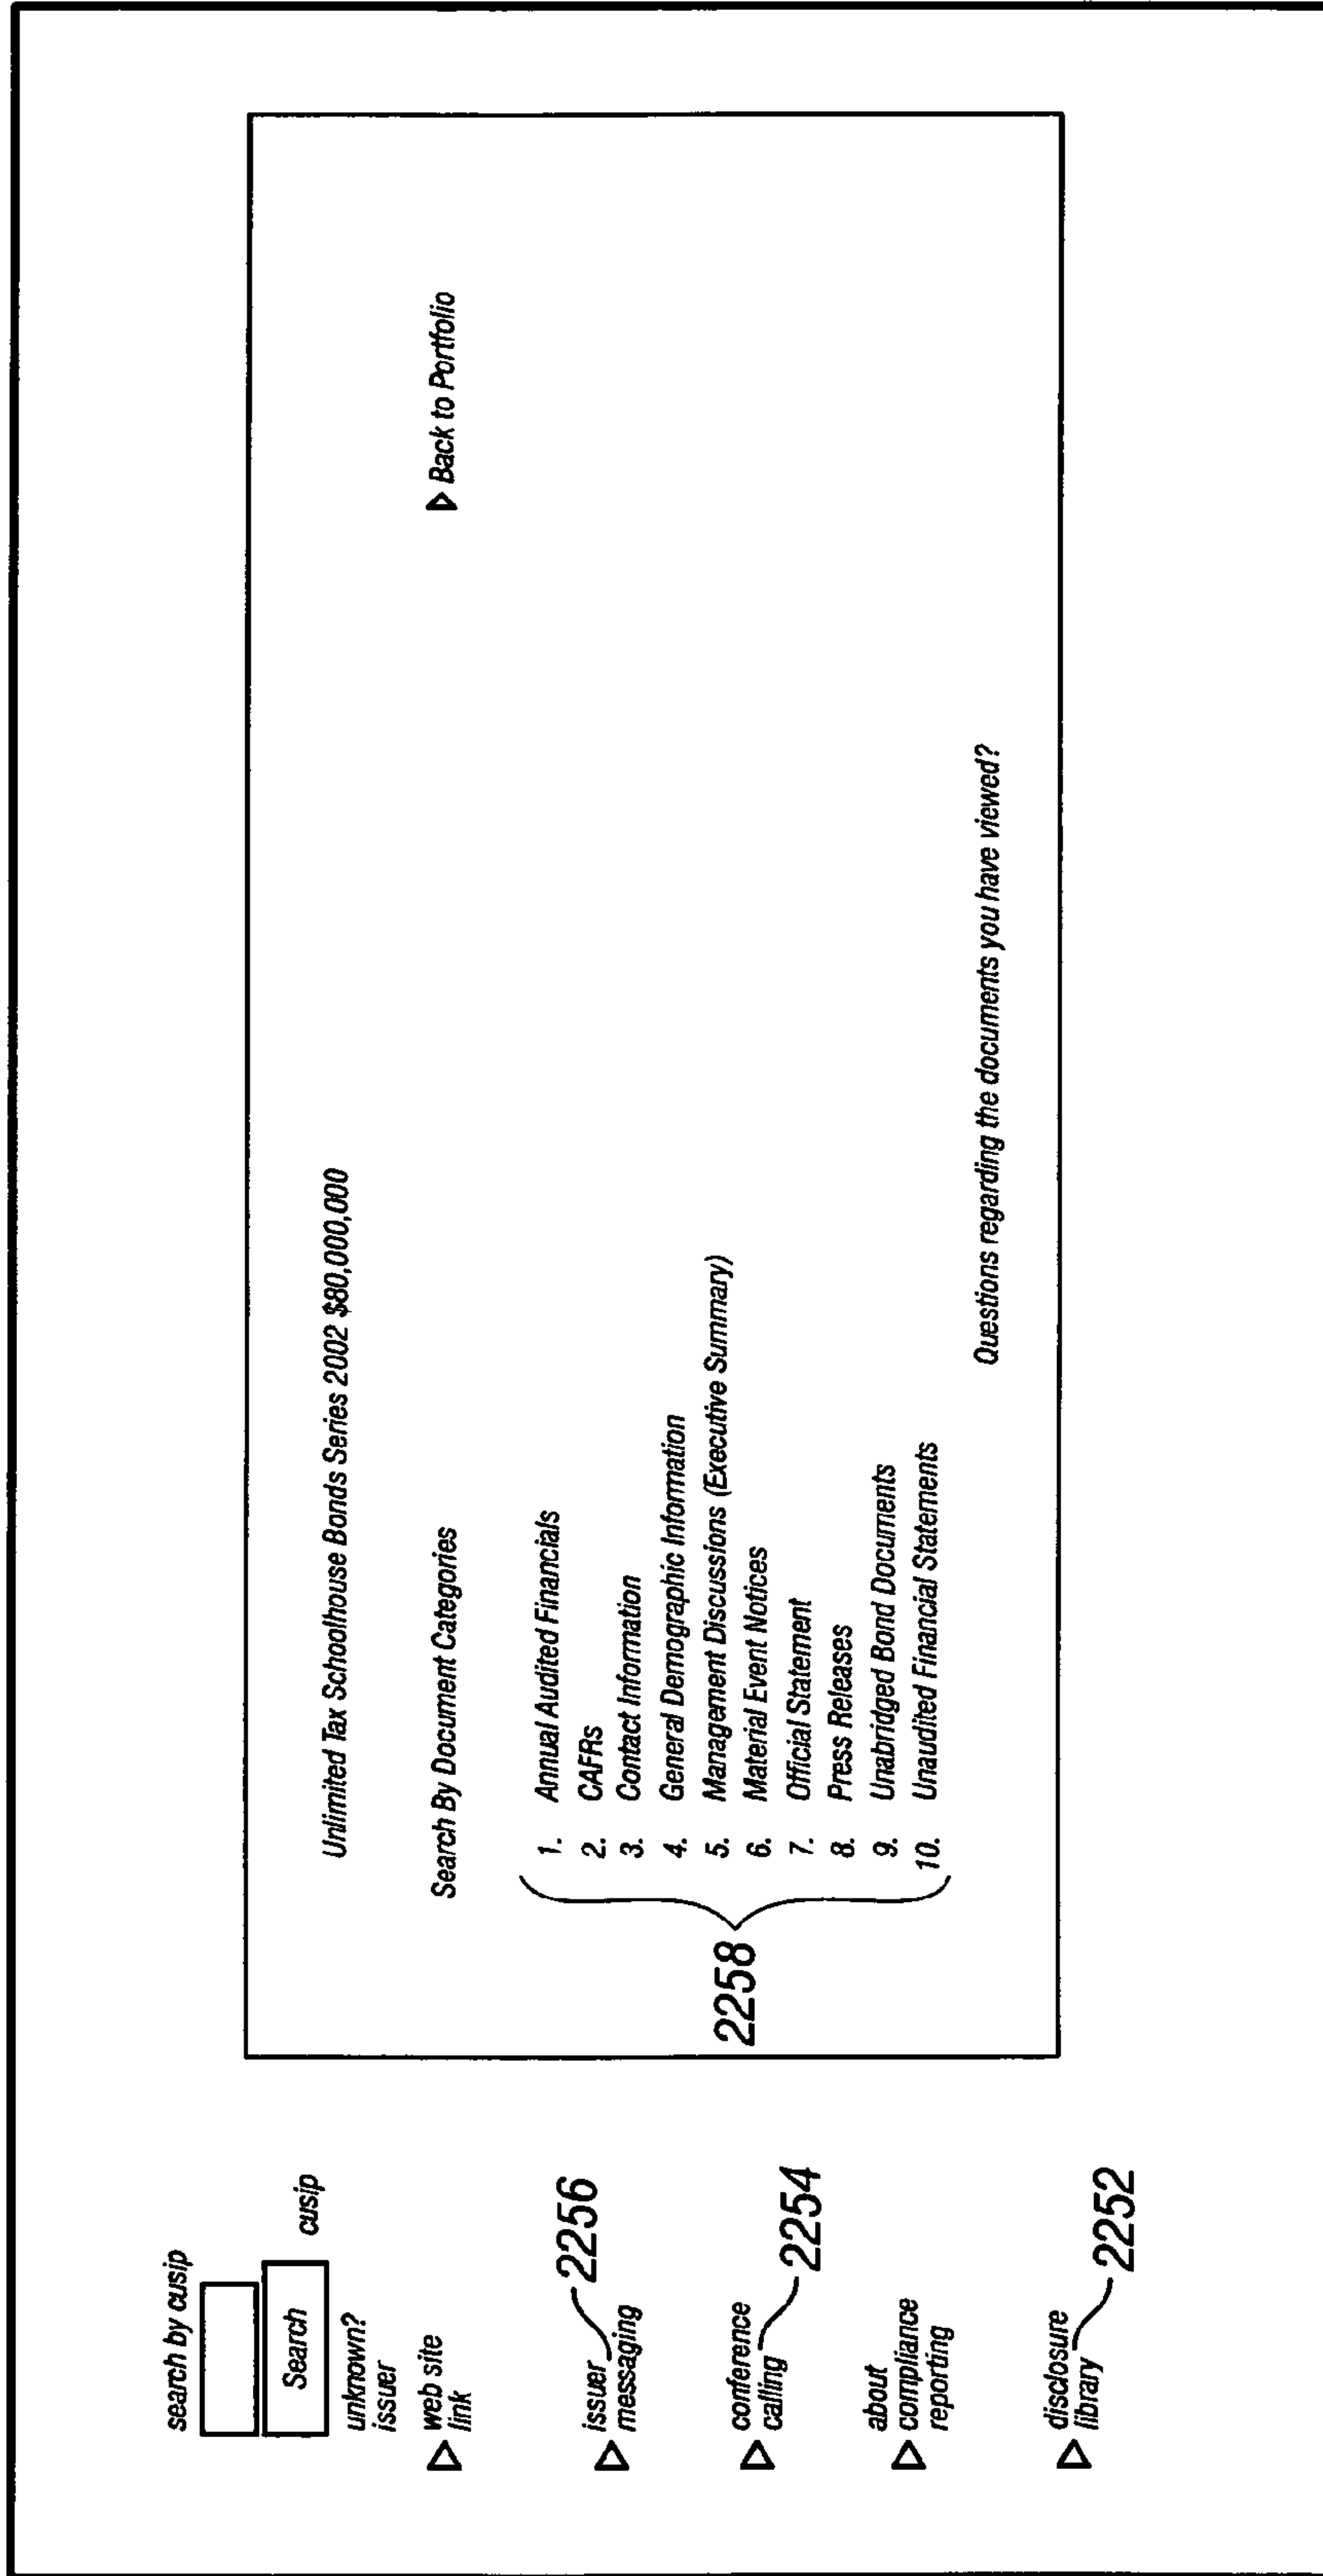 search by cusip
Search
cusip
unknown?
issuer
web site
link
issuer
messaging
2256
conference
calling
2254
about
compliance
reporting
disclosure
library
2252
Unlimited Tax Schoolhouse Bonds Series 2002 $80,000,000
Search By Document Categories
Back to Portfolio
1. Annual Audited Financials
2. CAFRs
3. Contact Information
4. General Demographic Information
5. Management Discussions (Executive Summary)
6. Material Event Notices
7. Official Statement
8. Press Releases
9. Unabridged Bond Documents
10. Unaudited Financial Statements
2258
Questions regarding the documents you have viewed?